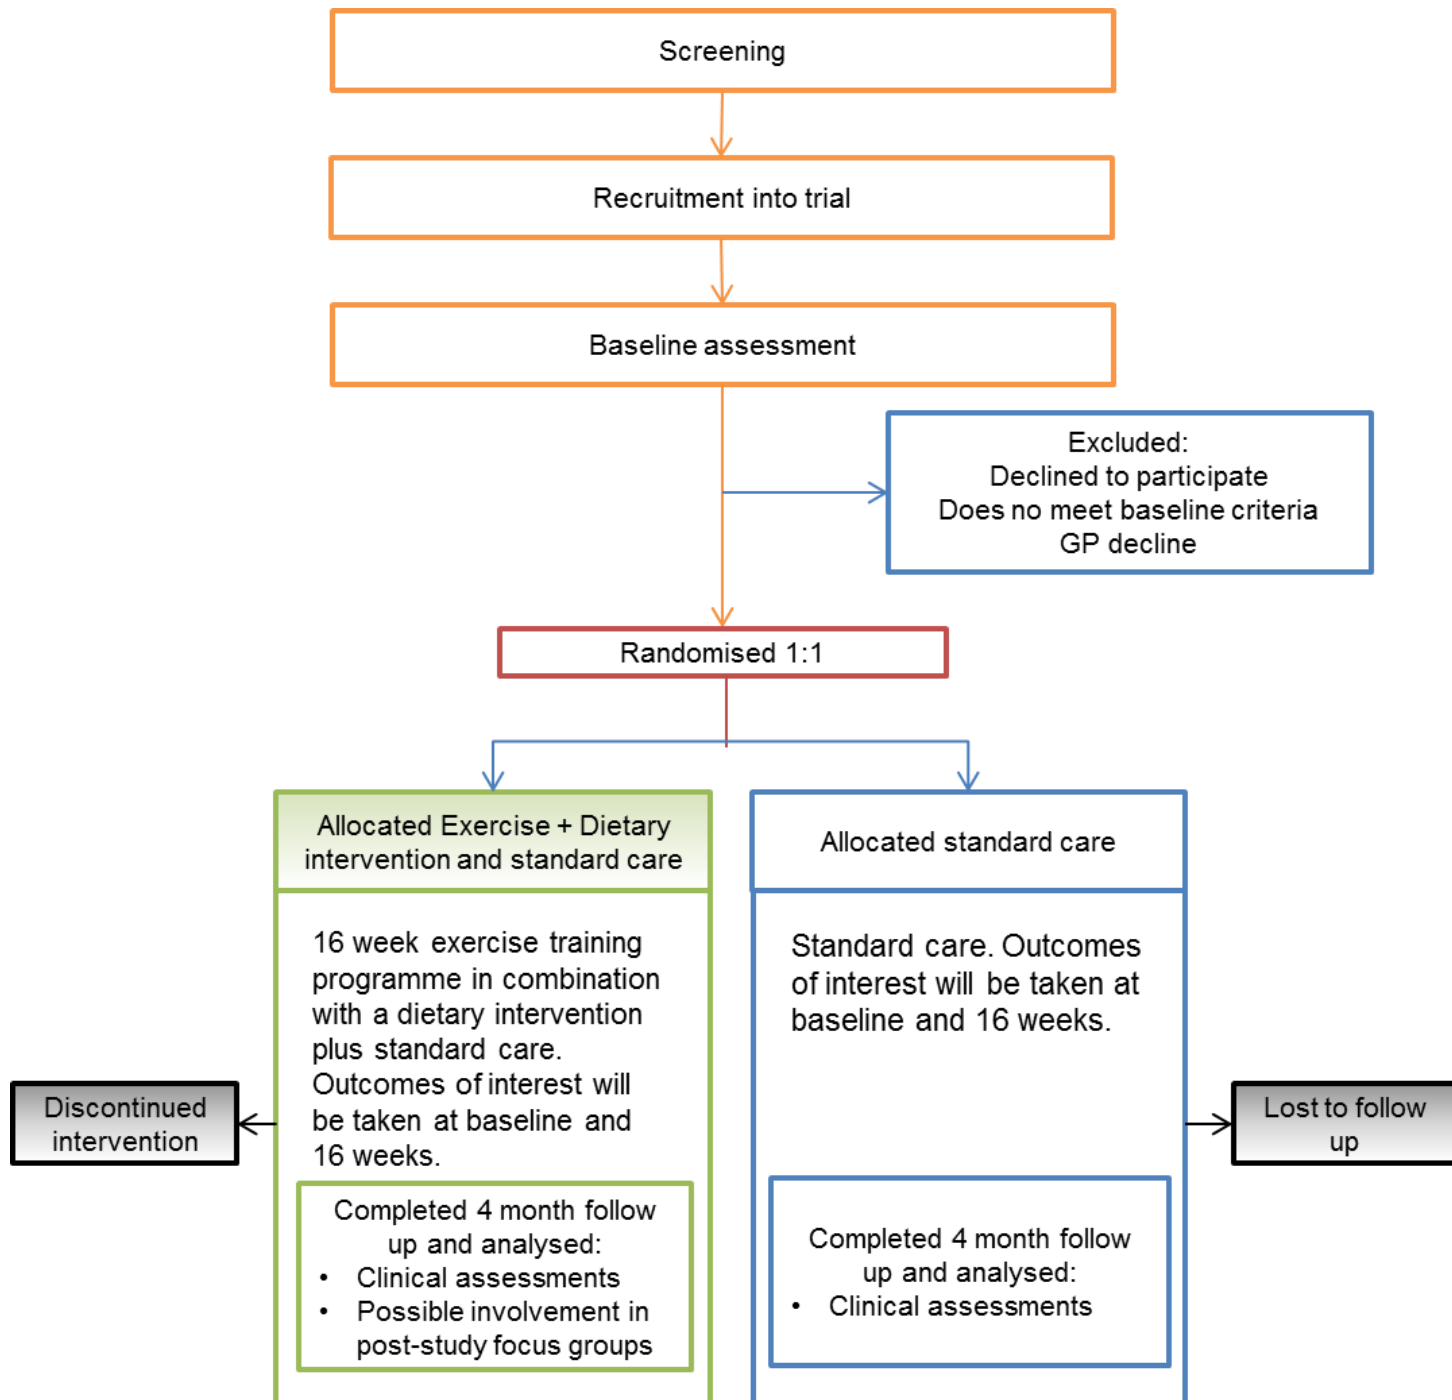 Screening
Recruitment into trial
Baseline assessment
Excluded:
Declined to participate
Does no meet baseline criteria
GP decline
Randomised 1:1
Allocated Exercise + Dietary
intervention and standard care
16 week exercise training
programme in combination
with a dietary intervention
plus standard care.
Outcomes of interest will
be taken at baseline and
16 weeks.
Completed 4 month follow
up and analysed:
• Clinical assessments
• Possible involvement in
post-study focus groups
Discontinued
intervention
Allocated standard care
Standard care. Outcomes
of interest will be taken at
baseline and 16 weeks.
Completed 4 month follow
up and analysed:
• Clinical assessments
Lost to follow
up